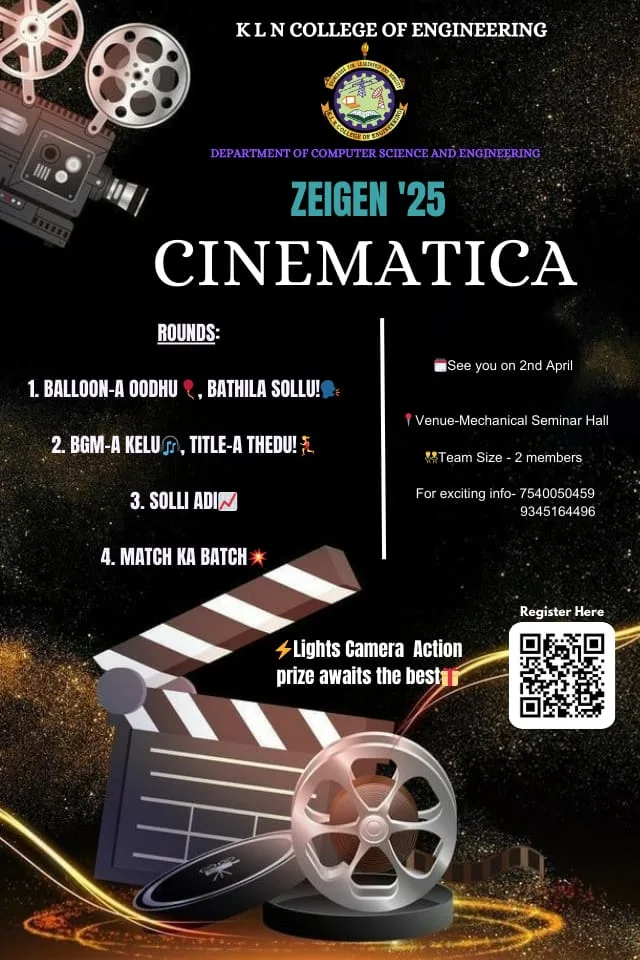 K L N COLLEGE OF ENGINEERING
K.L.N. COLLEGE OF ENGINEERING
DEPARTMENT OF COMPUTER SCIENCE AND ENGINEERING
ZEIGEN '25
CINEMATICA
ROUNDS:
1. BALLOON-A OODHU🎈, BATHILA SOLLU!🗣️
2. BGM-A KELU🎧, TITLE-A THEDU!💃
3. SOLLI ADI📈
4. MATCH KA BATCH💥
🗓️See you on 2nd April
📍Venue-Mechanical Seminar Hall
👯Team Size - 2 members
For exciting info- 7540050459
9345164496
Register Here
⚡Lights Camera Action
prize awaits the best🎁